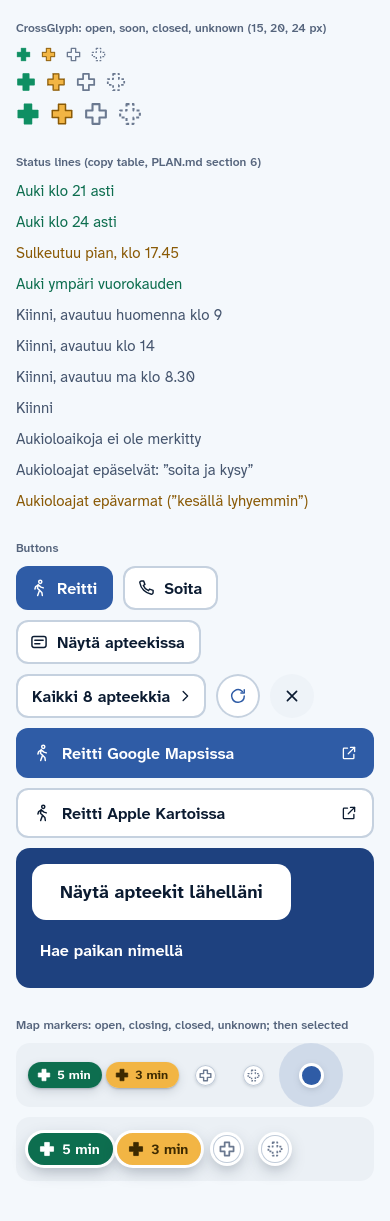 CrossGlyph: open, soon, closed, unknown (15, 20, 24 px)
Status lines (copy table, PLAN.md section 6)
Auki klo 21 asti
Auki klo 24 asti
Sulkeutuu pian, klo 17.45
Auki ympäri vuorokauden
Kiinni, avautuu huomenna klo 9
Kiinni, avautuu klo 14
Kiinni, avautuu ma klo 8.30
Kiinni
Aukioloaikoja ei ole merkitty
Aukioloajat epäselvät: ”soita ja kysy”
Aukioloajat epävarmat (”kesällä lyhyemmin”)
Buttons
Reitti Soita
Näytä apteekissa
Kaikki 8 apteekkia
Reitti Google Mapsissa
Reitti Apple Kartoissa
Näytä apteekit lähelläni
Hae paikan nimellä
Map markers: open, closing, closed, unknown; then selected
5 min 3 min
5 min 3 min